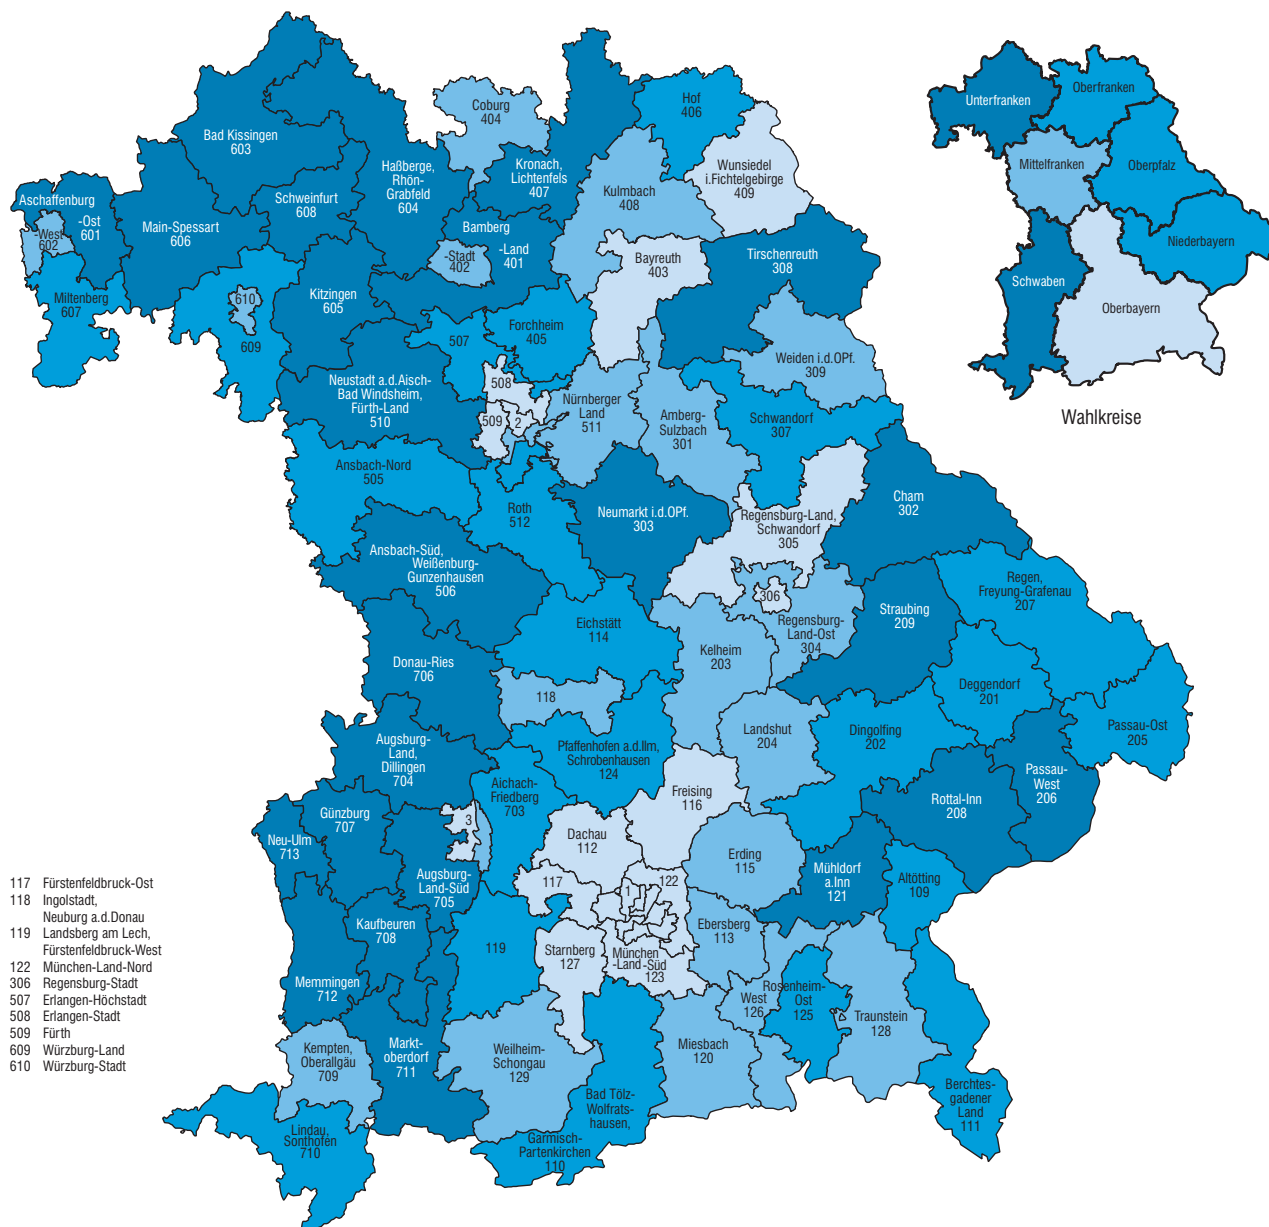 Coburg
404
Hof
406
Bad Kissingen
603
Haßberge,
Rhön-
Grabfeld
604
Kronach,
Lichtenfels
407
Kulmbach
408
Wunsiedel
i.Fichtelgebirge
409
Aschaffenburg
-Ost
601
-West
602
Main-Spessart
606
Schweinfurt
608
Bamberg
-Land
401
-Stadt
402
Bayreuth
403
Tirschenreuth
308
Miltenberg
607
610
609
Kitzingen
605
507
Forchheim
405
Weiden i.d.OPf.
309
Neustadt a.d.Aisch-
Bad Windsheim,
Fürth-Land
510
508
509
2
Nürnberger
Land
511
Amberg-
Sulzbach
301
Schwandorf
307
Ansbach-Nord
505
Roth
512
Neumarkt i.d.OPf.
303
Regensburg-Land,
Schwandorf
305
Cham
302
Ansbach-Süd,
Weißenburg-
Gunzenhausen
506
306
Regensburg-
Land-Ost
304
Straubing
209
Regen,
Freyung-Grafenau
207
Eichstätt
114
Kelheim
203
Donau-Ries
706
118
Deggendorf
201
Landshut
204
Dingolfing
202
Passau-Ost
205
Augsburg-
Land,
Dillingen
704
Pfaffenhofen a.d.Ilm,
Schrobenhausen
124
Aichach-
Friedberg
703
Freising
116
Passau-
West
206
Rottal-Inn
208
Günzburg
707
3
Neu-Ulm
713
Dachau
112
Erding
115
Mühldorf
a.Inn
121
Altötting
109
Augsburg-
Land-Süd
705
117
1
122
Kaufbeuren
708
119
Starnberg
127
München
-Land-Süd
123
Ebersberg
113
Memmingen
712
Rosenheim-
Ost
125
West
126
Traunstein
128
Kempten,
Oberallgäu
709
Markt-
oberdorf
711
Weilheim-
Schongau
129
Miesbach
120
Bad Tölz-
Wolfrats-
hausen,
Garmisch-
Partenkirchen
110
Berchtes-
gadener
Land
111
Lindau,
Sonthofen
710
Unterfranken
Oberfranken
Mittelfranken
Oberpfalz
Niederbayern
Schwaben
Oberbayern
Wahlkreise
117 Fürstenfeldbruck-Ost
118 Ingolstadt,
Neuburg a.d.Donau
119 Landsberg am Lech,
Fürstenfeldbruck-West
122 München-Land-Nord
306 Regensburg-Stadt
507 Erlangen-Höchstadt
508 Erlangen-Stadt
509 Fürth
609 Würzburg-Land
610 Würzburg-Stadt